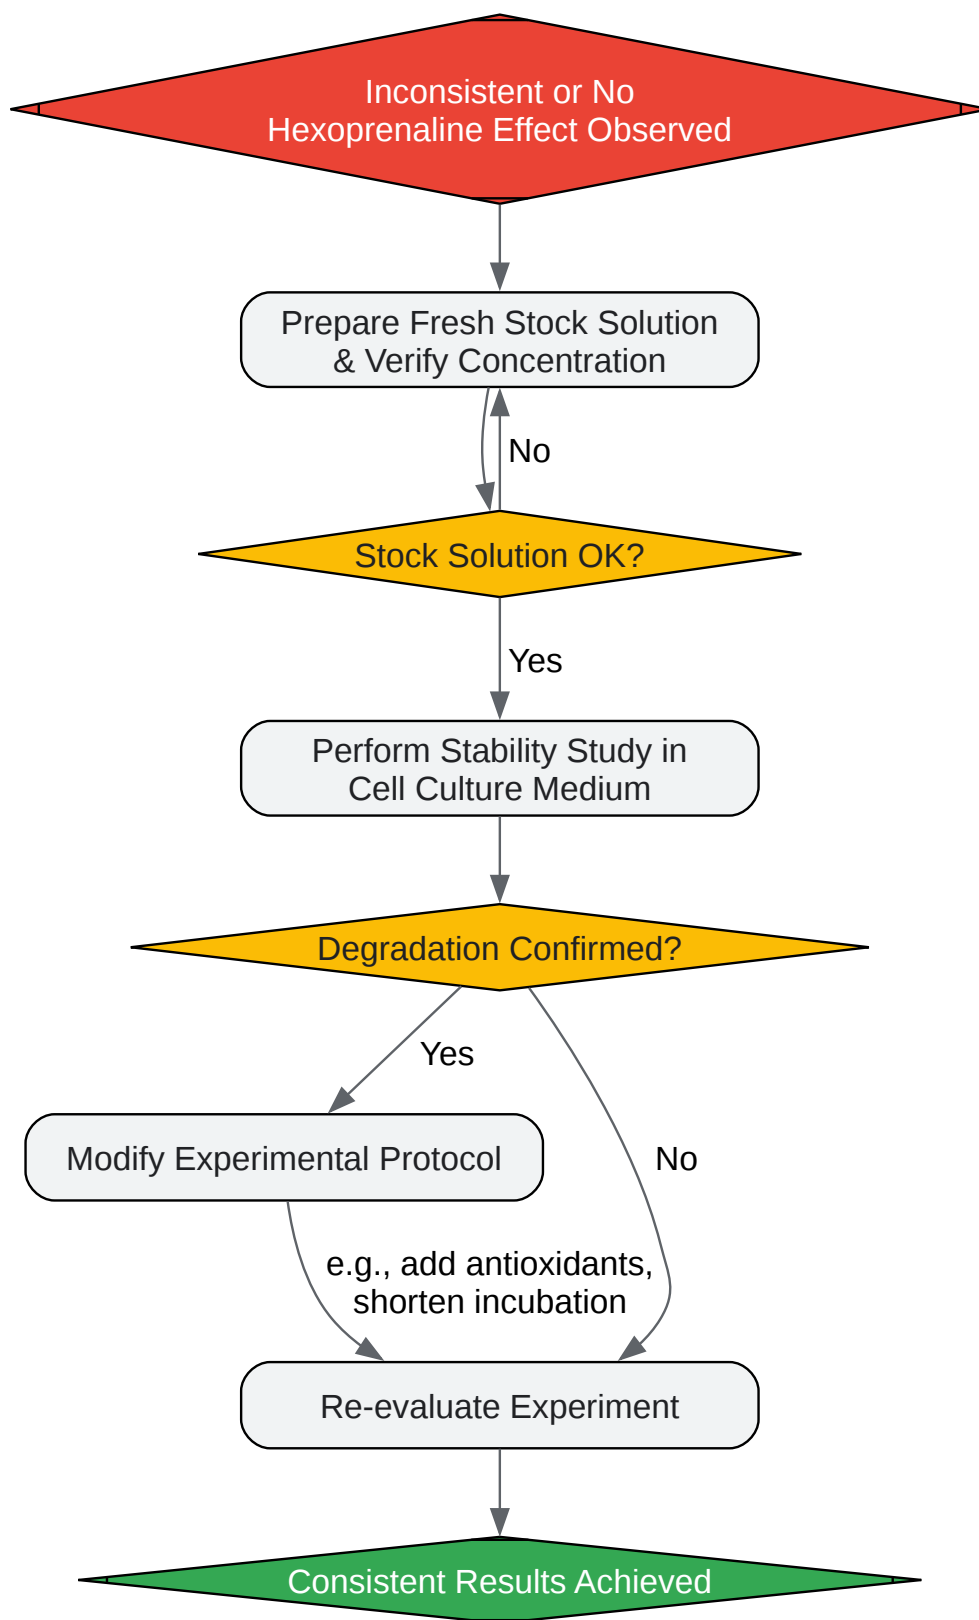 Inconsistent or No
Hexoprenaline Effect Observed
Prepare Fresh Stock Solution
& Verify Concentration
No
Stock Solution OK?
Yes
Perform Stability Study in
Cell Culture Medium
Degradation Confirmed?
Yes
Modify Experimental Protocol
No
e.g., add antioxidants,
shorten incubation
Re-evaluate Experiment
Consistent Results Achieved